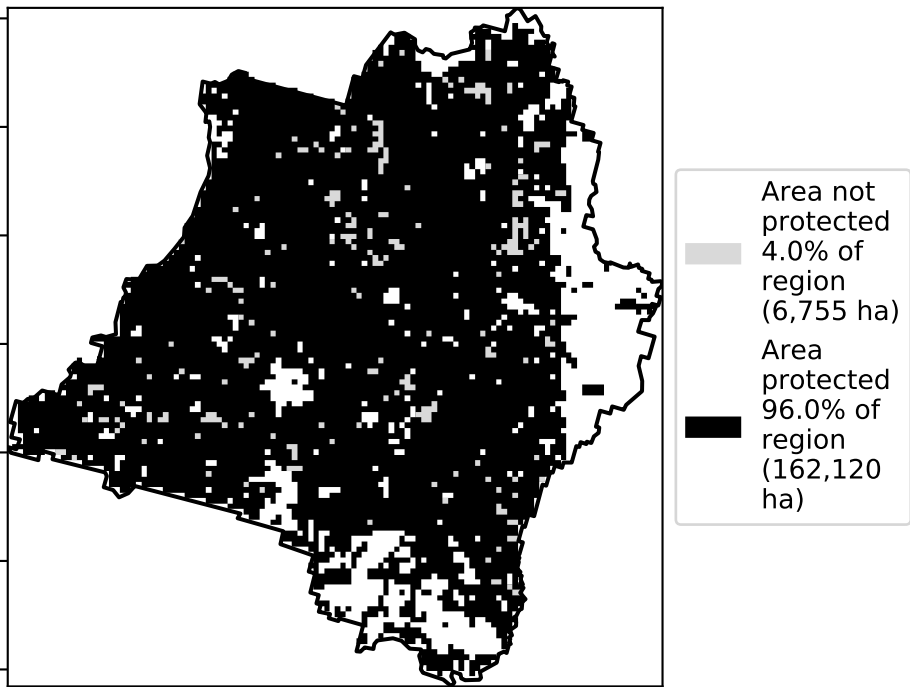 Area not
protected
4.0% of
region
(6,755 ha)
Area
protected
96.0% of
region
(162,120
ha)